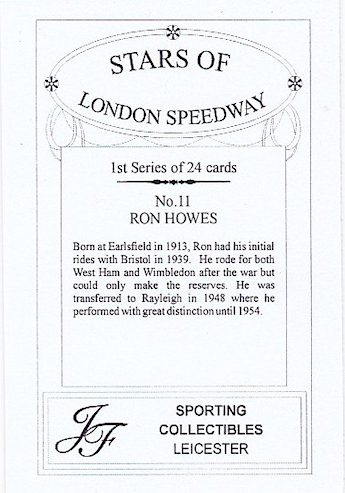 STARS OF
LONDON SPEEDWAY
1st Series of 24 cards
No.11
RON HOWES
Born at Earlsfield in 1913, Ron had his initial
rides with Bristol in 1939. He rode for both
West Ham and Wimbledon after the war but
could only make the reserves. He was
transferred to Rayleigh in 1948 where he
performed with great distinction until 1954.
JF
SPORTING
COLLECTIBLES
LEICESTER